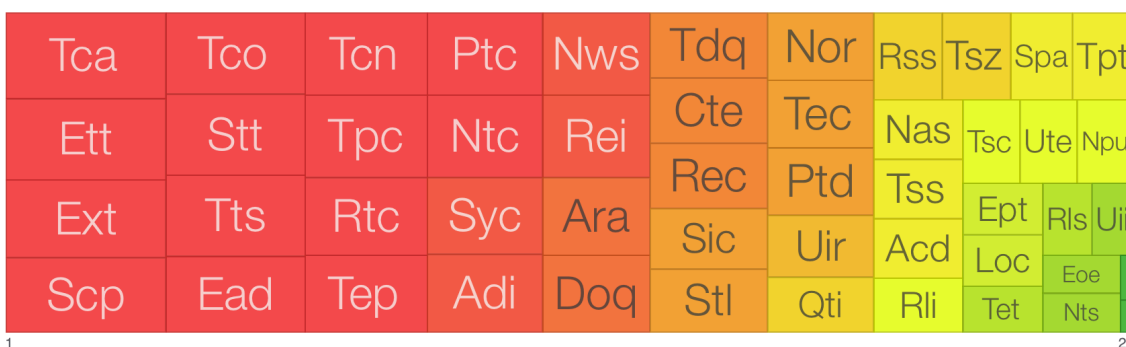 Tca
Ett
Ext
Scp
Tco
Stt
Tts
Ead
Tcn
Tpc
Rtc
Tep
Ptc
Ntc
Syc
Adi
Nws
Rei
Ara
Doq
Tdq
Cte
Rec
Sic
Stl
Nor
Tec
Ptd
Uir
Qti
Rss
Tsz
Spa
Tpt
Nas
Tss
Acd
Rli
Tsc
Ute
Npu
Ept
Loc
Tet
Rls
Uii
Eoe
Nts
1
2